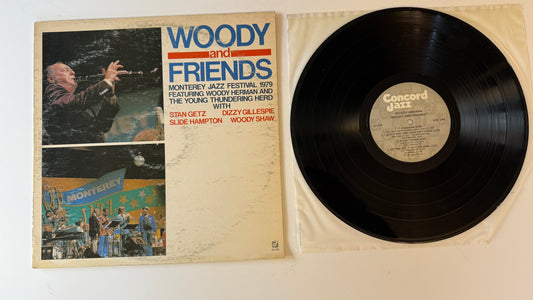 WOODY
and
FRIENDS
MONTEREY JAZZ FESTIVAL 1979
FEATURING WOODY HERMAN AND
THE YOUNG THUNDERING HERD
WITH
STAN GETZ DIZZY GILLESPIE
SLIDE HAMPTON WOODY SHAW
MONTEREY
Concord
Jazz